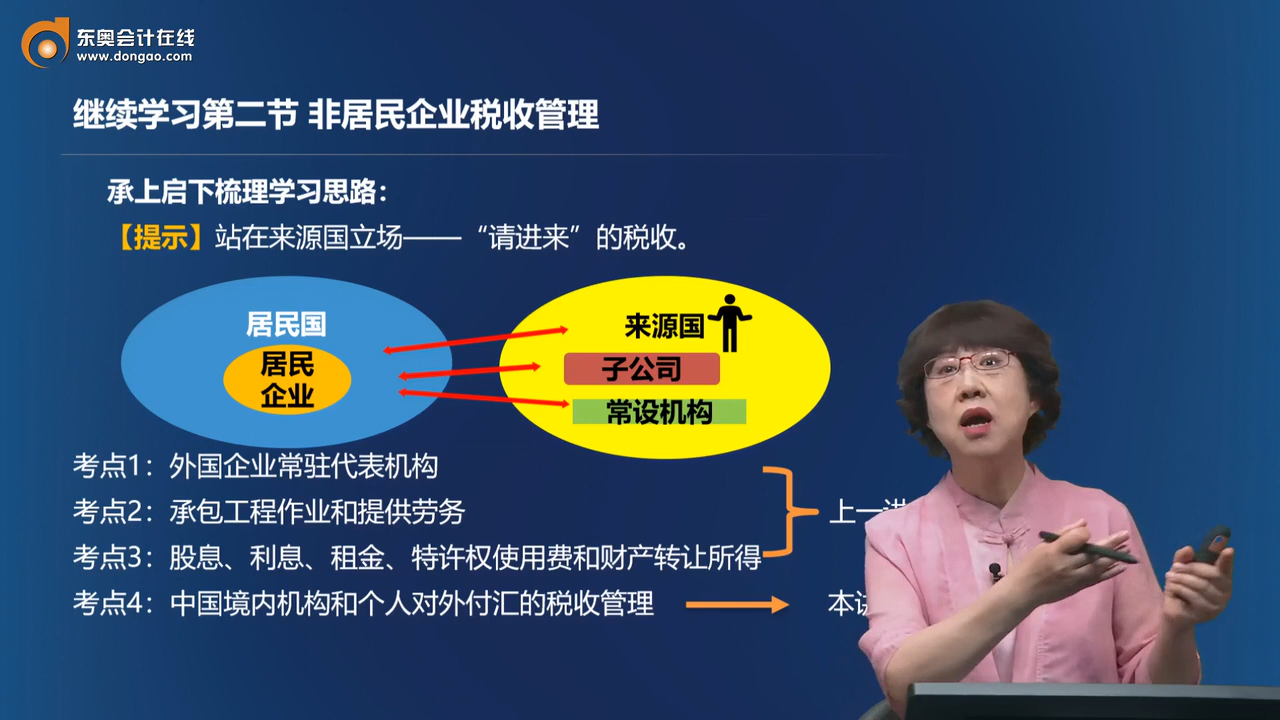 东奥会计在线
www.dongao.com
继续学习第二节 非居民企业税收管理
承上启下梳理学习思路：
【提示】站在来源国立场——“请进来”的税收。
居民国
居民
企业
来源国
子公司
常设机构
考点1：外国企业常驻代表机构
考点2：承包工程作业和提供劳务
上一讲
考点3：股息、利息、租金、特许权使用费和财产转让所得
考点4：中国境内机构和个人对外付汇的税收管理
本讲